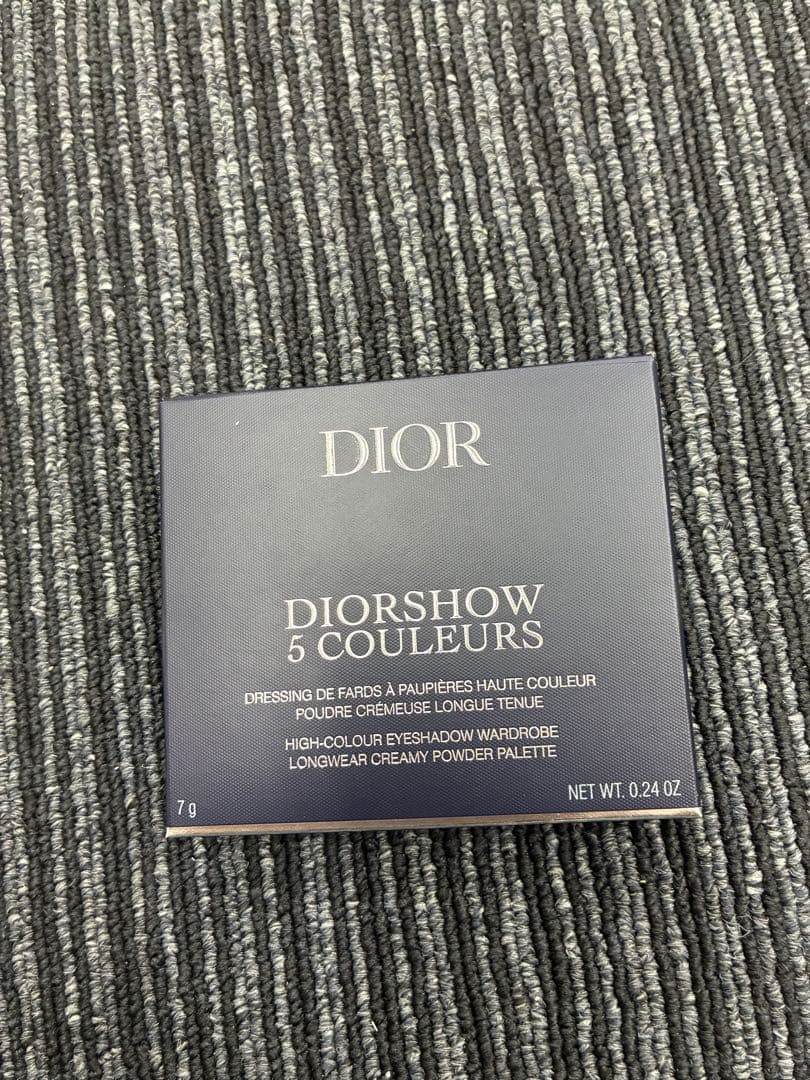 DIOR
DIORSHOW
5 COULEURS
DRESSING DE FARDS À PAUPIÈRES HAUTE COULEUR
POUDRE CRÉMEUSE LONGUE TENUE
HIGH-COLOUR EYESHADOW WARDROBE
LONGWEAR CREAMY POWDER PALETTE
7 g
NET WT. 0.24 OZ